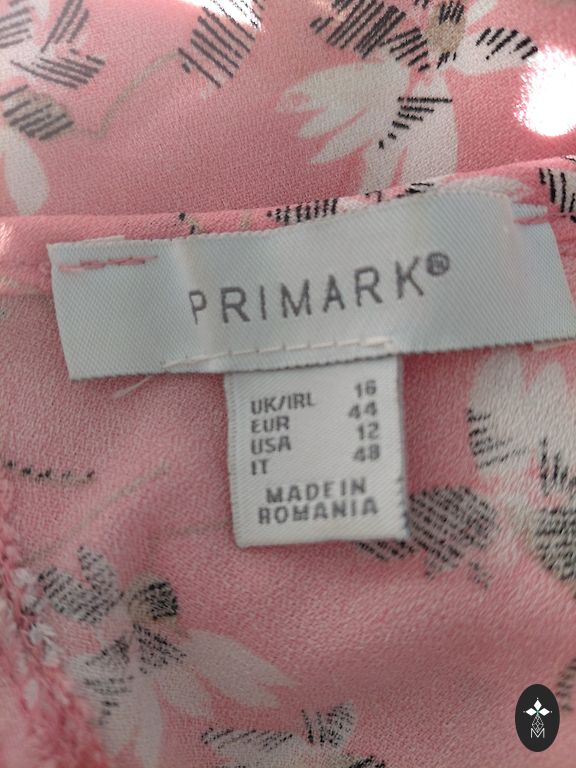 PRIMARK®
UK/IRL 16
EUR 44
USA 12
IT 48
MADE IN
ROMANIA
M